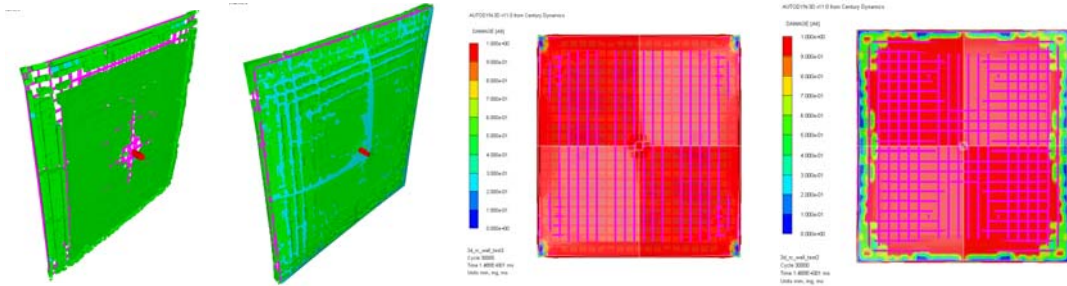 AUTODYN-3D v11.0 from Century Dynamics
DAMAGE [All]
1.000e+00
9.000e-01
8.000e-01
7.000e-01
6.000e-01
5.000e-01
4.000e-01
3.000e-01
2.000e-01
1.000e-01
0.000e+00
3d_rc_wall_test1
Units mm, mg, ms
AUTODYN-3D v11.0 from Century Dynamics
DAMAGE [All]
1.000e+00
9.000e-01
8.000e-01
7.000e-01
6.000e-01
5.000e-01
4.000e-01
3.000e-01
2.000e-01
1.000e-01
0.000e+00
3d_rc_wall_test2
Cycle 30000
Units mm, mg, ms